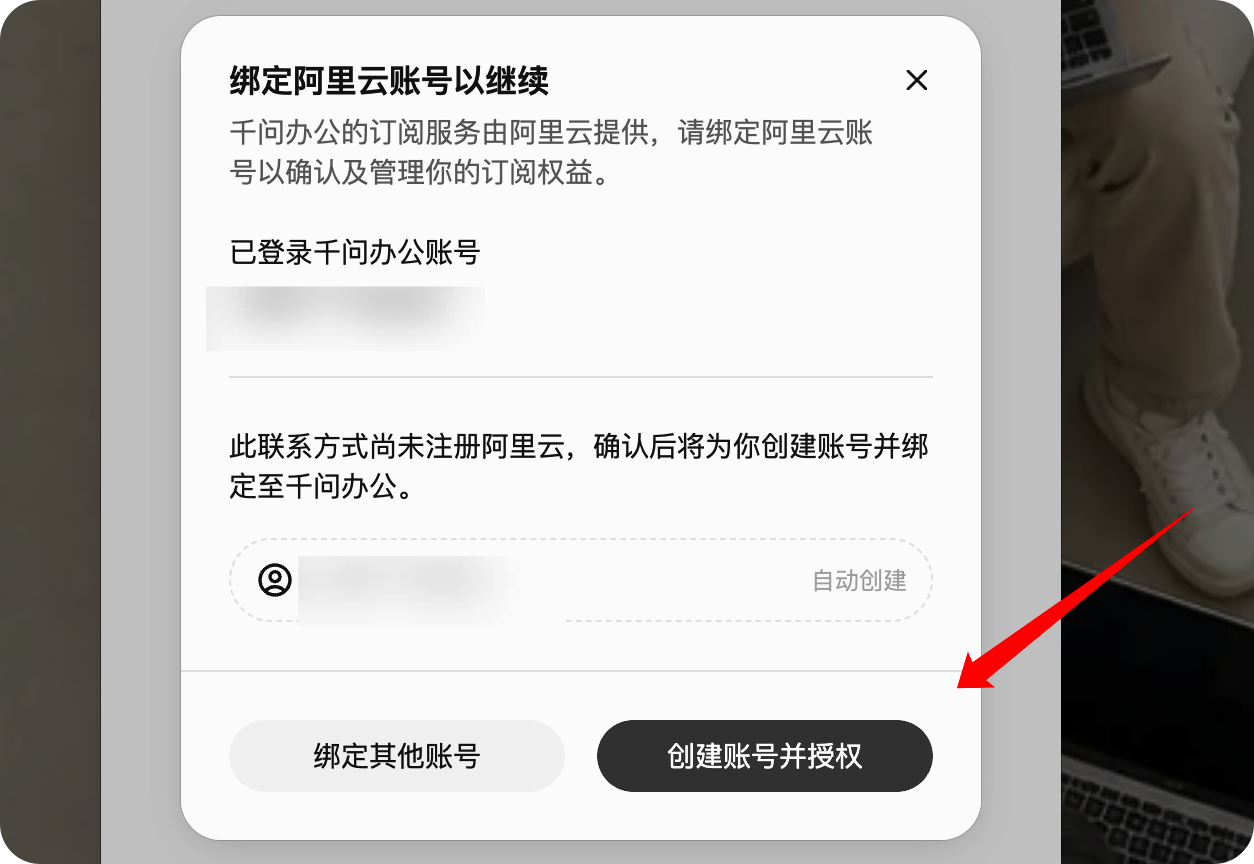 绑定阿里云账号以继续
千问办公的订阅服务由阿里云提供，请绑定阿里云账
号以确认及管理你的订阅权益。
已登录千问办公账号
此联系方式尚未注册阿里云，确认后将为你创建账号并绑
定至千问办公。
自动创建
绑定其他账号
创建账号并授权